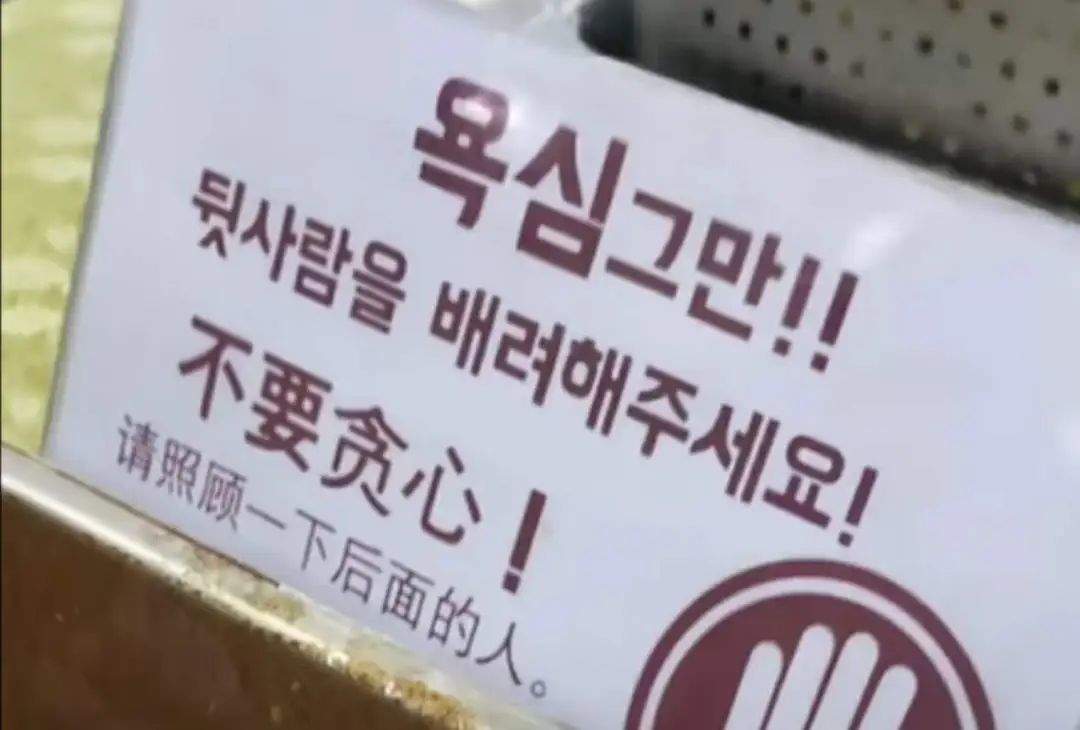 욕심그만!!
뒷사람을 배려해주세요!
不要贪心！
请照顾一下后面的人。